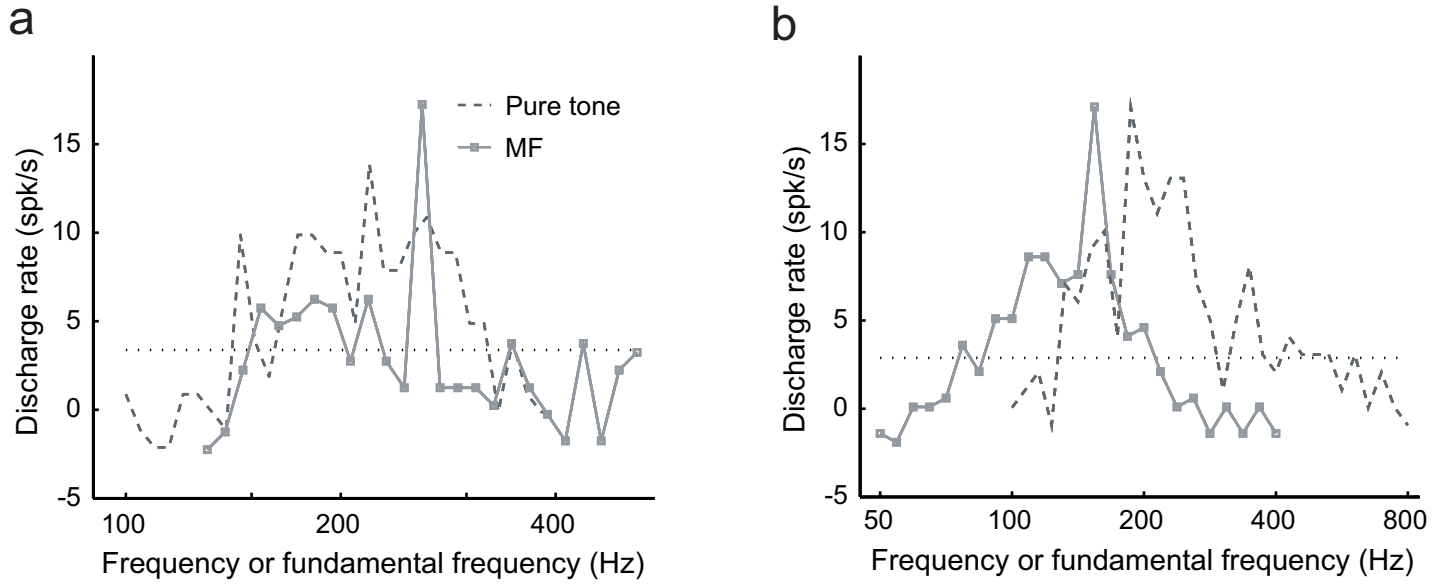 a
Discharge rate (spk/s)
15
10
5
0
-5
Pure tone
MF
100
200
400
Frequency or fundamental frequency (Hz)
b
Discharge rate (spk/s)
15
10
5
0
-5
50
100
200
400
800
Frequency or fundamental frequency (Hz)